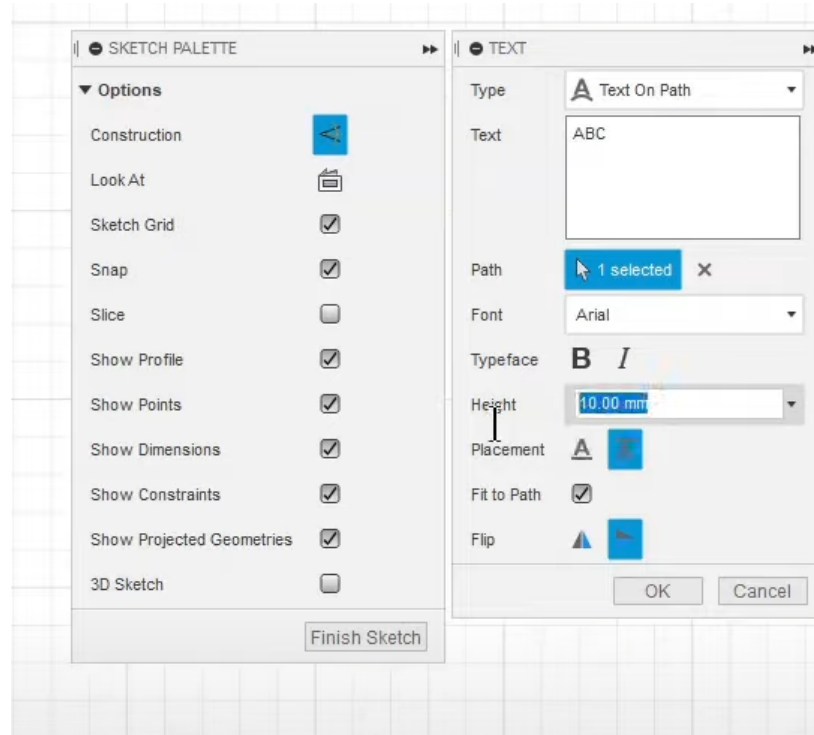 SKETCH PALETTE
Options
Construction
Look At
Sketch Grid
Snap
Slice
Show Profile
Show Points
Show Dimensions
Show Constraints
Show Projected Geometries
3D Sketch
Finish Sketch
TEXT
Type Text On Path
Text ABC
Path 1 selected
Font Arial
Typeface B I
Height 10.00 mm
Placement A
Fit to Path
Flip
OK Cancel